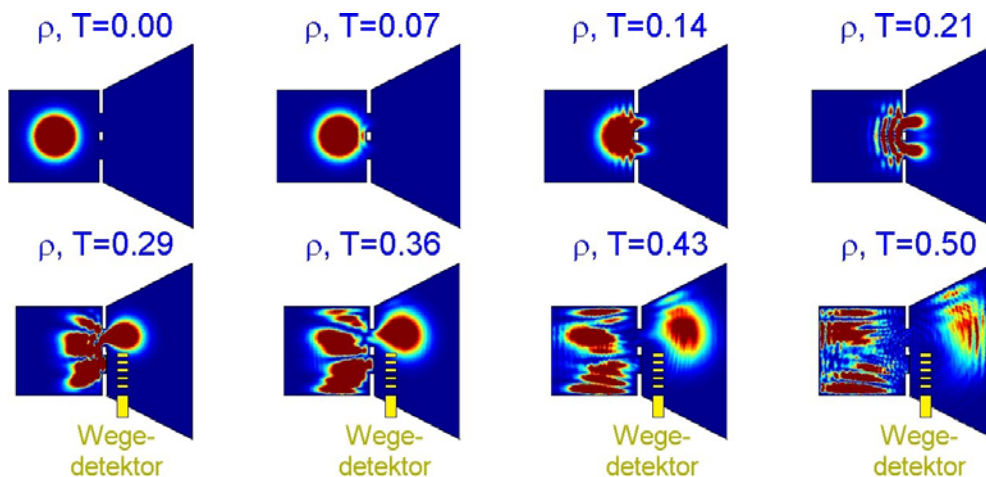 ρ, T=0.00
ρ, T=0.07
ρ, T=0.14
ρ, T=0.21
ρ, T=0.29
ρ, T=0.36
ρ, T=0.43
ρ, T=0.50
Wege-
detektor
Wege-
detektor
Wege-
detektor
Wege-
detektor